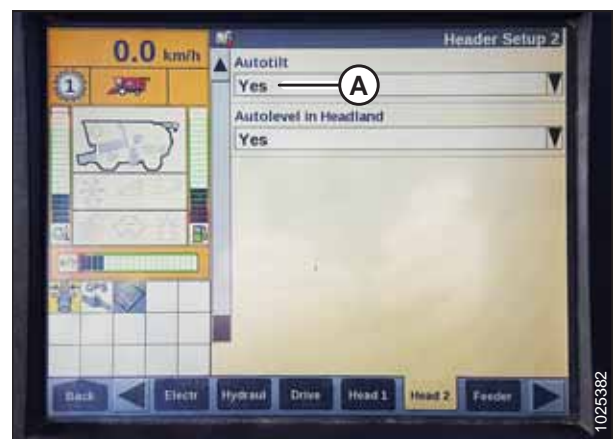 0.0 km/h
Header Setup 2
Autotilt
Yes
A
Autolevel in Headland
Yes
1
GPS
Back
Electr
Hydraul
Drive
Head 1
Head 2
Feeder
1025382